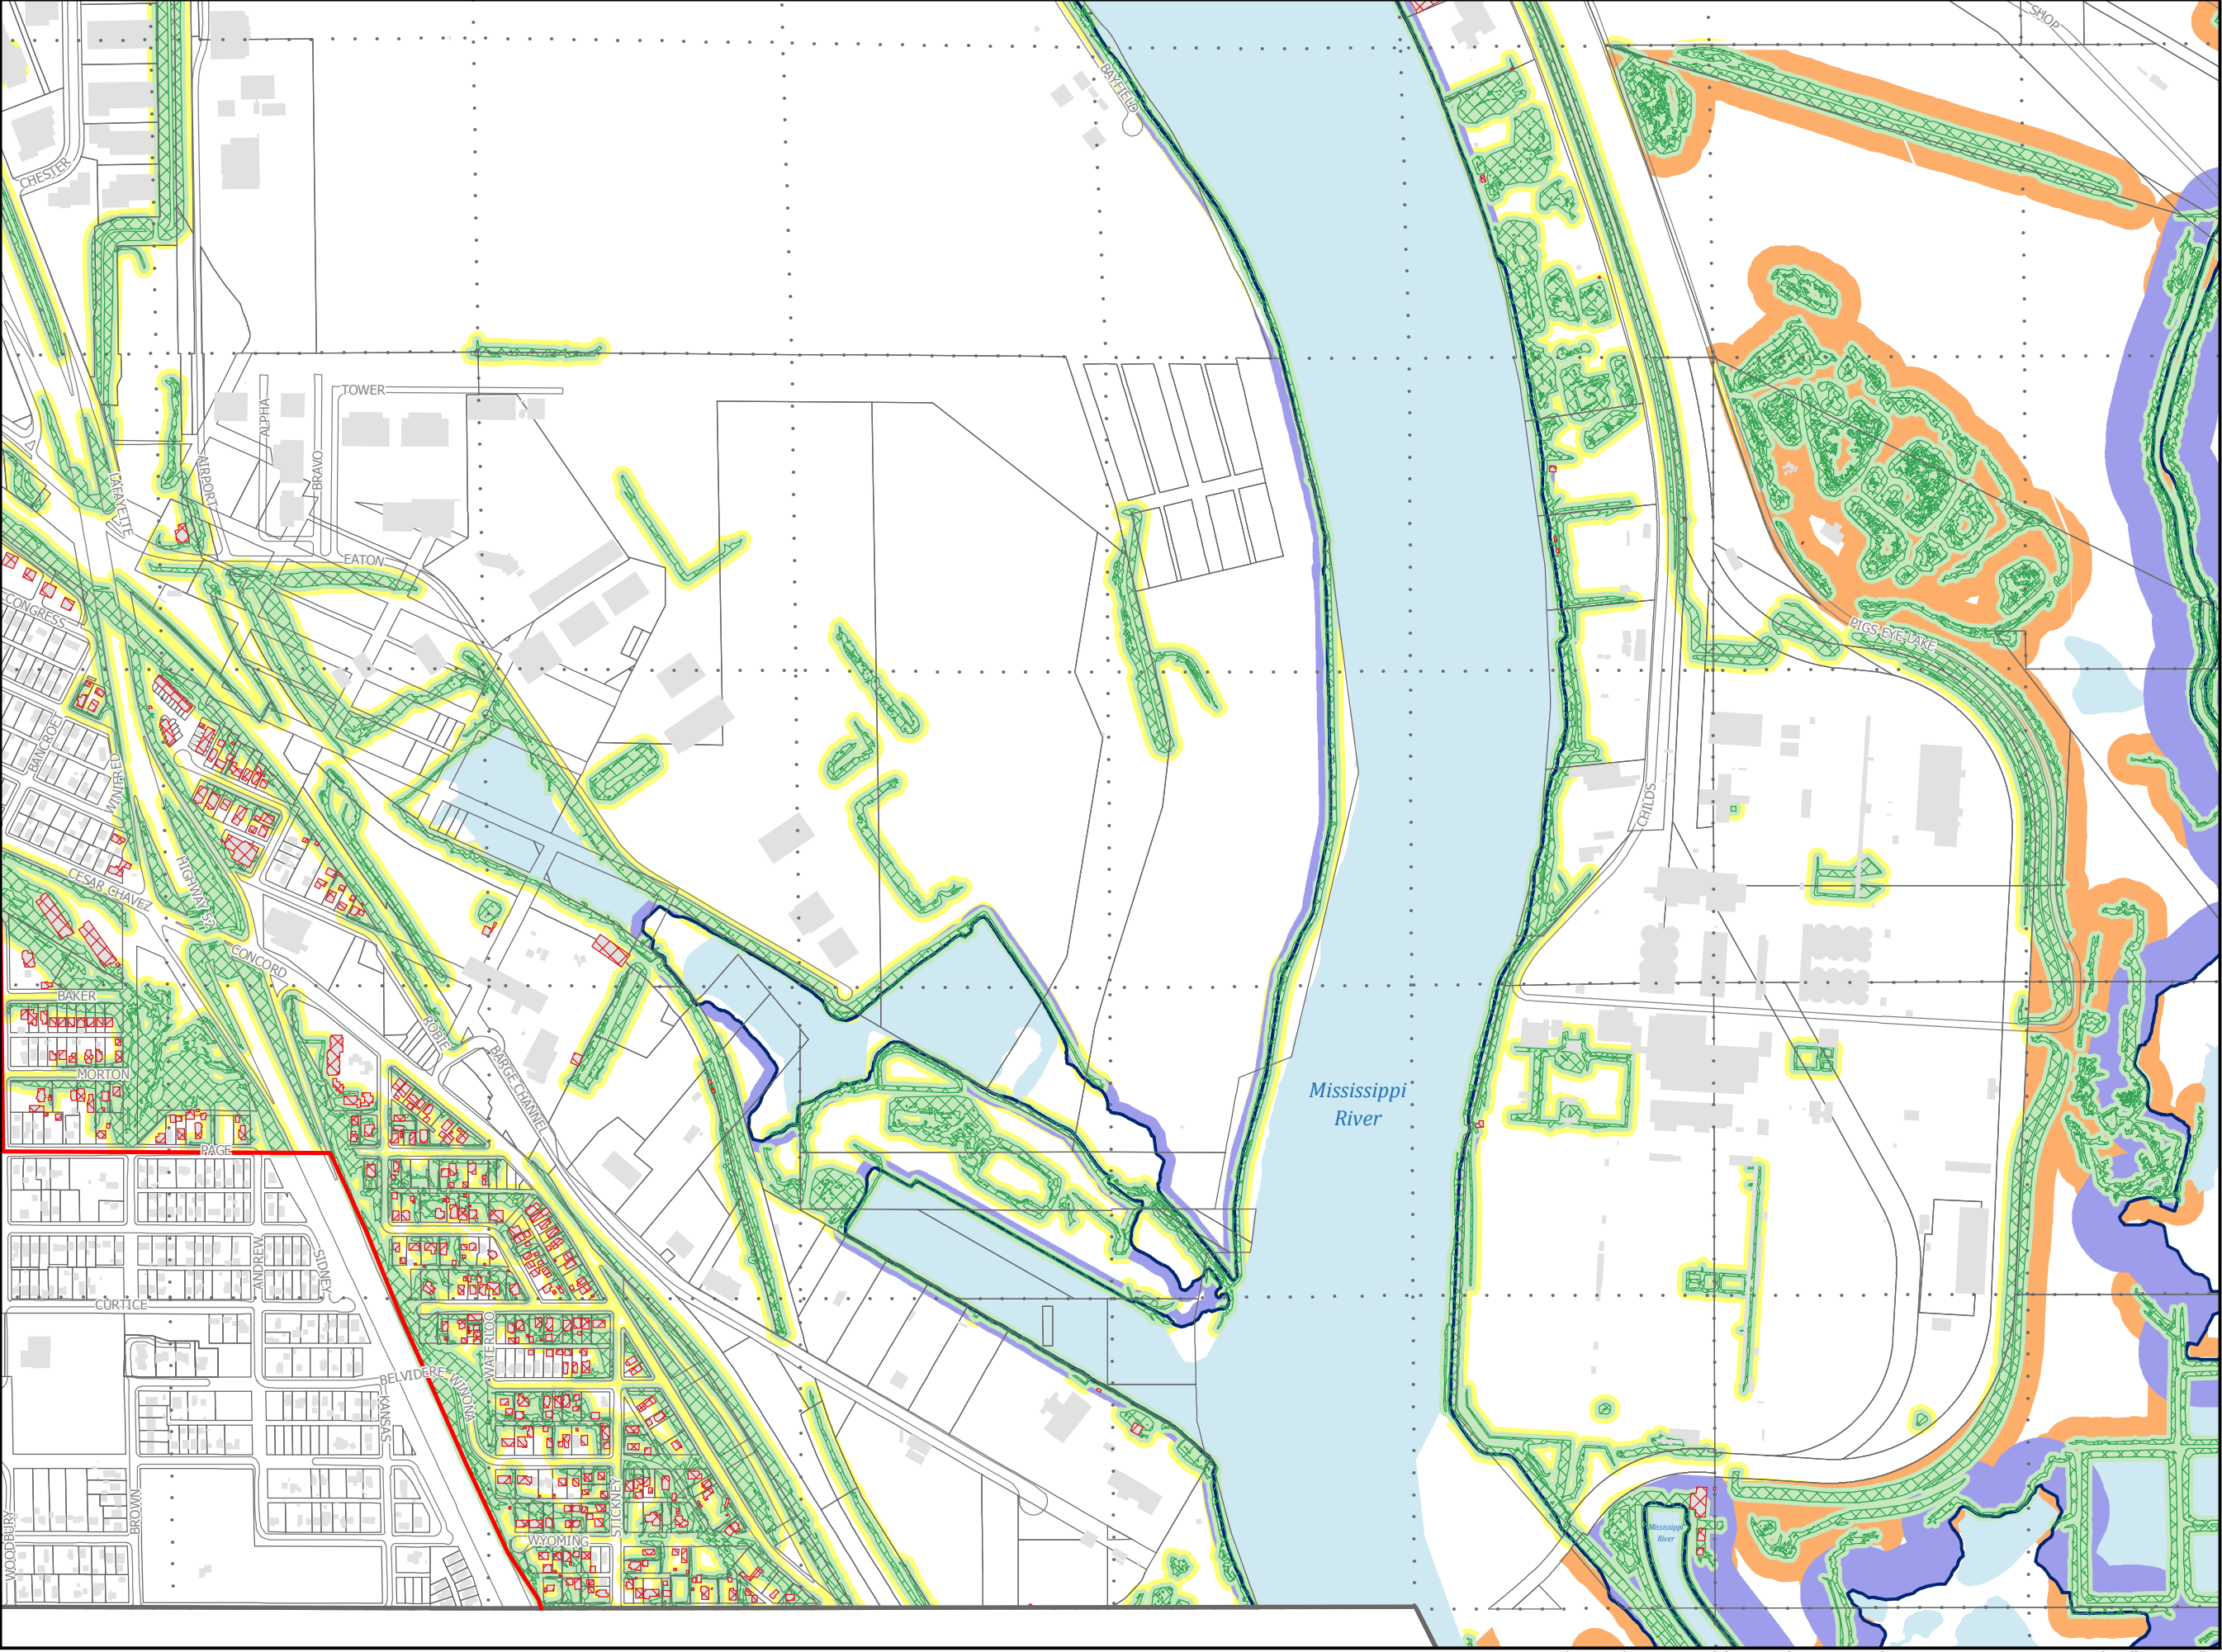 SHOP
BAYFIELD
CHESTER
TOWER
ALPHA
BRAVO
AIRPORT
LAFAYETTE
EATON
CONGRESS
PIGS EYE LAKE
BANCROFT
WINIFRED
CHILDS
HIGHWAY 52
CESAR CHAVEZ
CONCORD
BAKER
ROBIE
BARGE CHANNEL
MORTON
Mississippi
River
PAGE
ANDREW
SIDNEY
CURTICE
WATERLOO
BELVIDERE
WINONA
KANSAS
STICKNEY
WOODBURY
BROWN
WYOMING
Mississippi
River